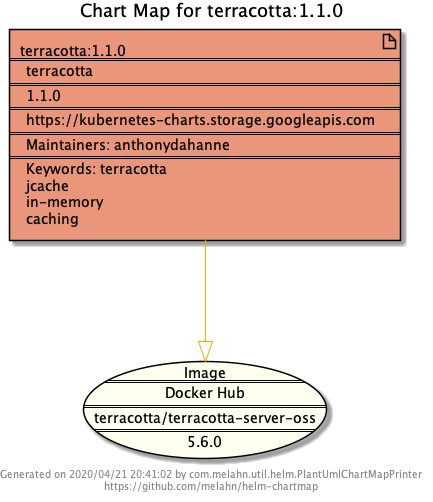 Chart Map for terracotta:1.1.0
terracotta:1.1.0
terracotta
1.1.0
https://kubernetes-charts.storage.googleapis.com
Maintainers: anthonydahanne
Keywords: terracotta
jcache
in-memory
caching
Image
Docker Hub
terracotta/terracotta-server-oss
5.6.0
Generated on 2020/04/21 20:41:02 by com.melahn.util.helm.PlantUmlChartMapPrinter
https://github.com/melahn/helm-chartmap